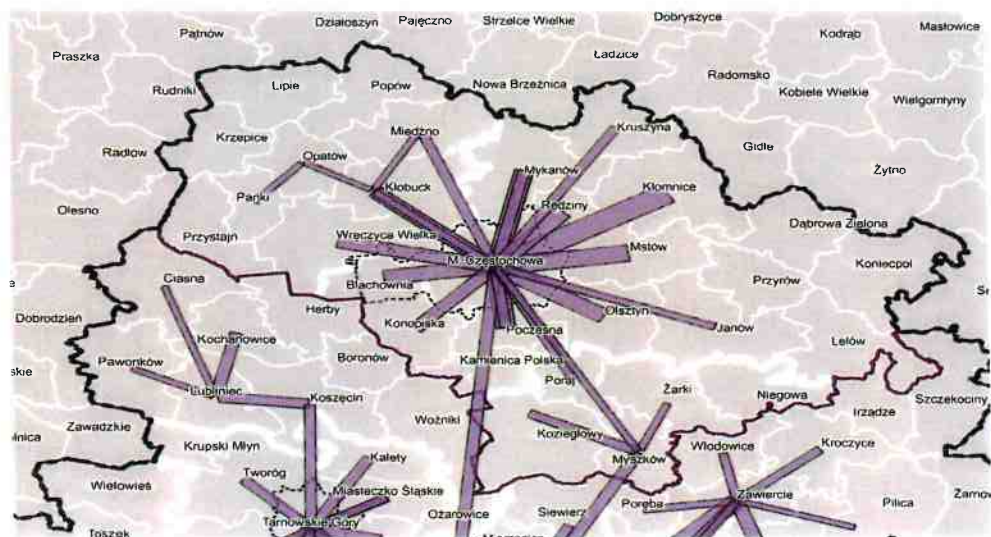 Działoszyn
Pajęczno
Strzelce Wielkie
Dobryszyce
Pątnów
Kodrąb
Masłowice
Praszka
Ładzice
Radomsko
Rudniki
Lipie
Popów
Nowa Brzeźnica
Kobiele Wielkie
Wielgomłyny
Krzepice
Miedźno
Kruszyna
Radłów
Opatów
Gidle
Żytno
Panki
Kłobuck
Mykanów
Kłomnice
Rędziny
Olesno
Dąbrowa Zielona
Przystajń
Wręczyca Wielka
Mstów
M. Częstochowa
Koniecpol
Ciasna
Blachownia
Przyrów
Herby
Olsztyn
Dobrodzień
Konopiska
Poczesna
Janów
Kochanowice
Lelów
Pawonków
Boronów
Kamienica Polska
skie
Poraj
Lubliniec
Żarki
Niegowa
Szczekociny
Koszęcin
Woźniki
Irządze
Zawadzkie
Koziegłowy
olnica
Krupski Młyn
Włodowice
Kroczyce
Kalety
Myszków
Tworóg
Wielowieś
Miasteczko Śląskie
Zawiercie
Żarnow
Poręba
Pilica
Tarnowskie Góry
Ożarowice
Siewierz
Toszek
Mierzęcice